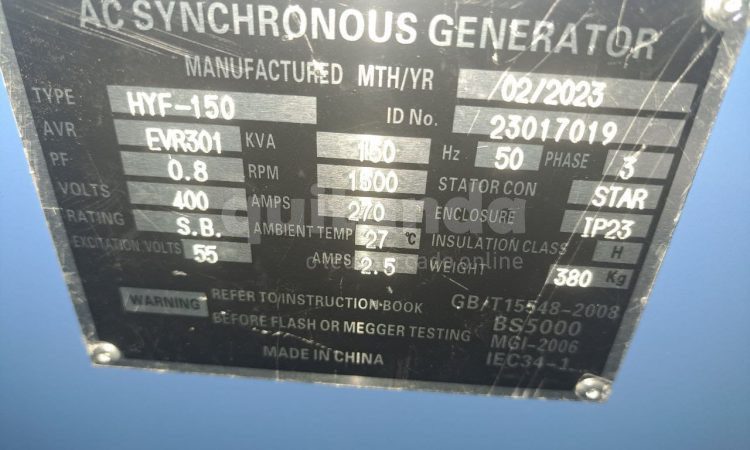 AC SYNCHRONOUS GENERATOR
MANUFACTURED MTH/YR 02/2023
TYPE HYF-150 ID No. 23017019
AVR EVR301 KVA Hz 50 PHASE 3
PF 0.8 RPM 1500 STATOR CON STAR
VOLTS 400 AMPS 270 ENCLOSURE IP23
RATING S.B. AMBIENT TEMP 27 °C INSULATION CLASS H
EXCITATION VOLTS 55 AMPS 2.5 WEIGHT 380 Kg
online
WARNING REFER TO INSTRUCTION BOOK GB/T15548-2008
BEFORE FLASH OR MEGGER TESTING BS5000
MGI-2006
MADE IN CHINA IEC34-1